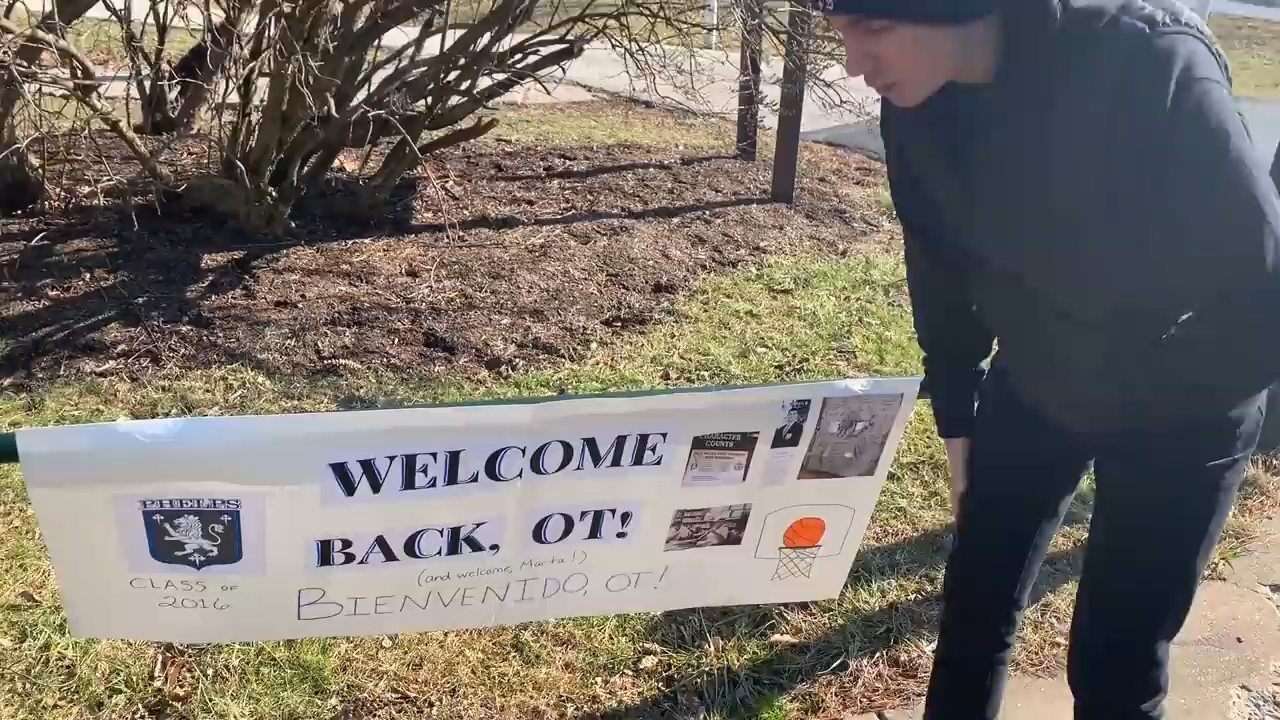 WELCOME
BACK, OT!
(and welcome, Marta!)
BIENVENIDO, OT!
PHELPS
CLASS OF
2016
CHARACTER
COUNTS